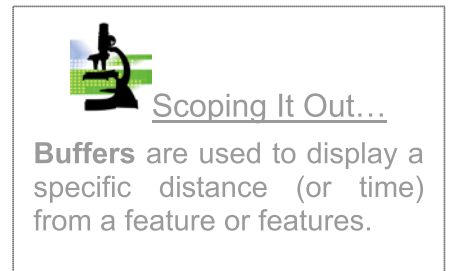 Scoping It Out…
Buffers are used to display a
specific distance (or time)
from a feature or features.